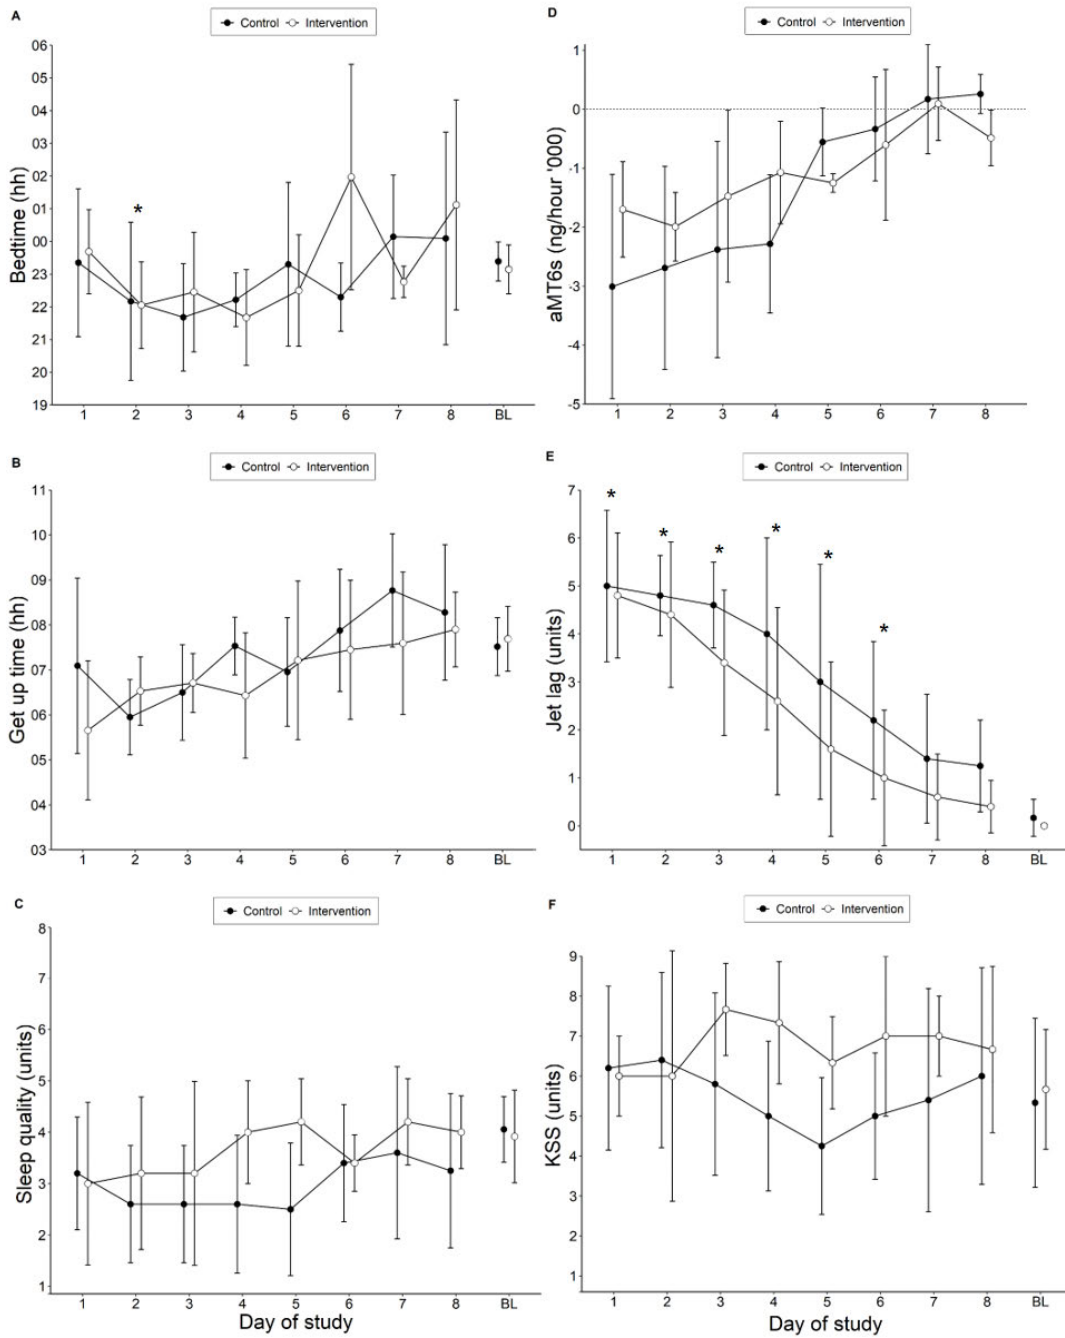 A
Control Intervention
06
05
04
03
02
01
00
23
22
21
20
19
Bedtime (hh)
*
1 2 3 4 5 6 7 8 BL
D
Control Intervention
1
0
-1
-2
-3
-4
-5
aMT6s (ng/hour '000)
1 2 3 4 5 6 7 8
B
Control Intervention
11
10
09
08
07
06
05
04
03
Get up time (hh)
1 2 3 4 5 6 7 8 BL
E
Control Intervention
7
6
5
4
3
2
1
0
Jet lag (units)
* * * * * *
1 2 3 4 5 6 7 8 BL
C
Control Intervention
8
7
6
5
4
3
2
1
Sleep quality (units)
1 2 3 4 5 6 7 8 BL
Day of study
F
Control Intervention
9
8
7
6
5
4
3
2
1
KSS (units)
1 2 3 4 5 6 7 8 BL
Day of study